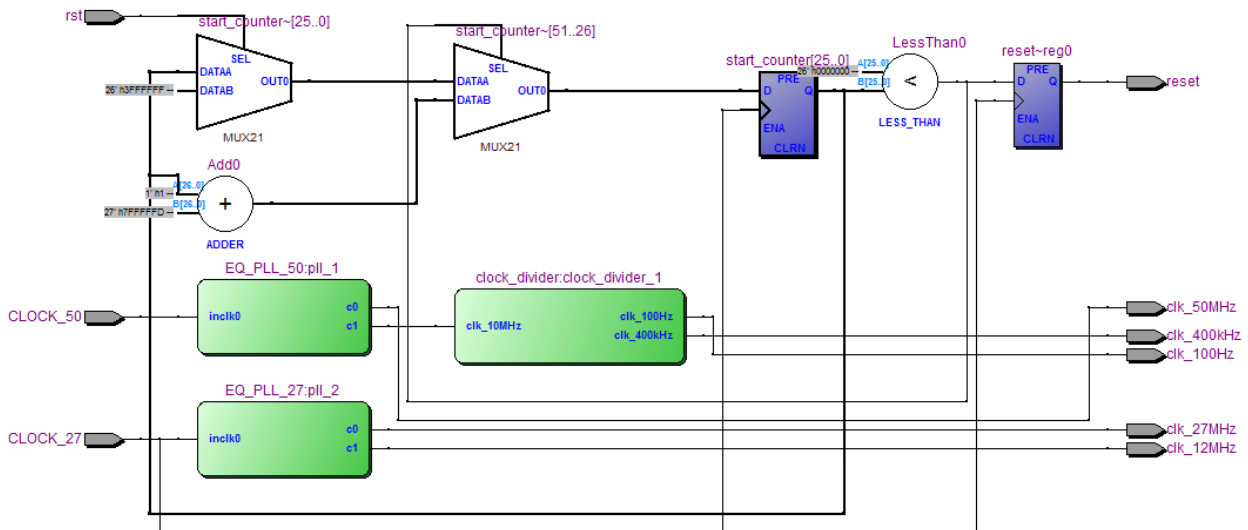 rst
start_counter~[25..0]
SEL
DATAA
OUT0
26' h3FFFFFF --
DATAB
MUX21
start_counter~[51..26]
SEL
DATAA
OUT0
DATAB
MUX21
start_counter[25..0]
PRE
D
Q
ENA
CLRN
LessThan0
26' h0000000 --
A[25..0]
B[25..0]
<
LESS_THAN
reset~reg0
PRE
D
Q
ENA
CLRN
reset
Add0
A[26..0]
1' h1 --
B[26..0]
27' h7FFFFFD --
+
ADDER
EQ_PLL_50:pll_1
CLOCK_50
inclk0
c0
c1
clock_divider:clock_divider_1
clk_10MHz
clk_100Hz
clk_400kHz
clk_50MHz
clk_400kHz
clk_100Hz
EQ_PLL_27:pll_2
CLOCK_27
inclk0
c0
c1
clk_27MHz
clk_12MHz